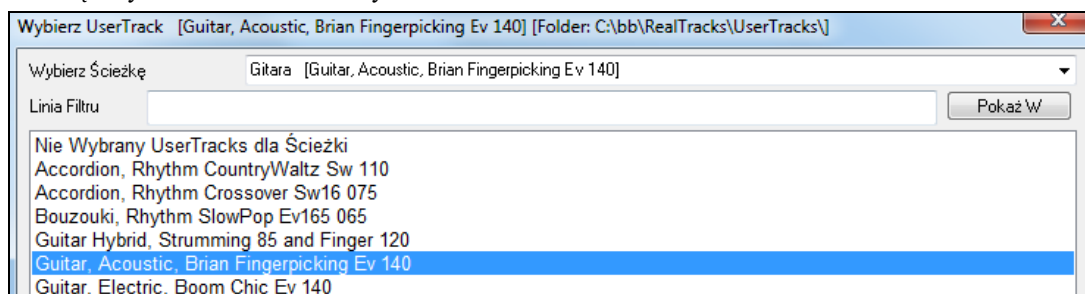 Wybierz UserTrack [Guitar, Acoustic, Brian Fingerpicking Ev 140] [Folder: C:\bb\RealTracks\UserTracks\]
Wybierz Ścieżkę Gitara [Guitar, Acoustic, Brian Fingerpicking Ev 140]
Linia Filtru Pokaż W
Nie Wybrany UserTracks dla Ścieżki
Accordion, Rhythm CountryWaltz Sw 110
Accordion, Rhythm Crossover Sw16 075
Bouzouki, Rhythm SlowPop Ev165 065
Guitar Hybrid, Strumming 85 and Finger 120
Guitar, Acoustic, Brian Fingerpicking Ev 140
Guitar, Electric, Boom Chic Ev 140